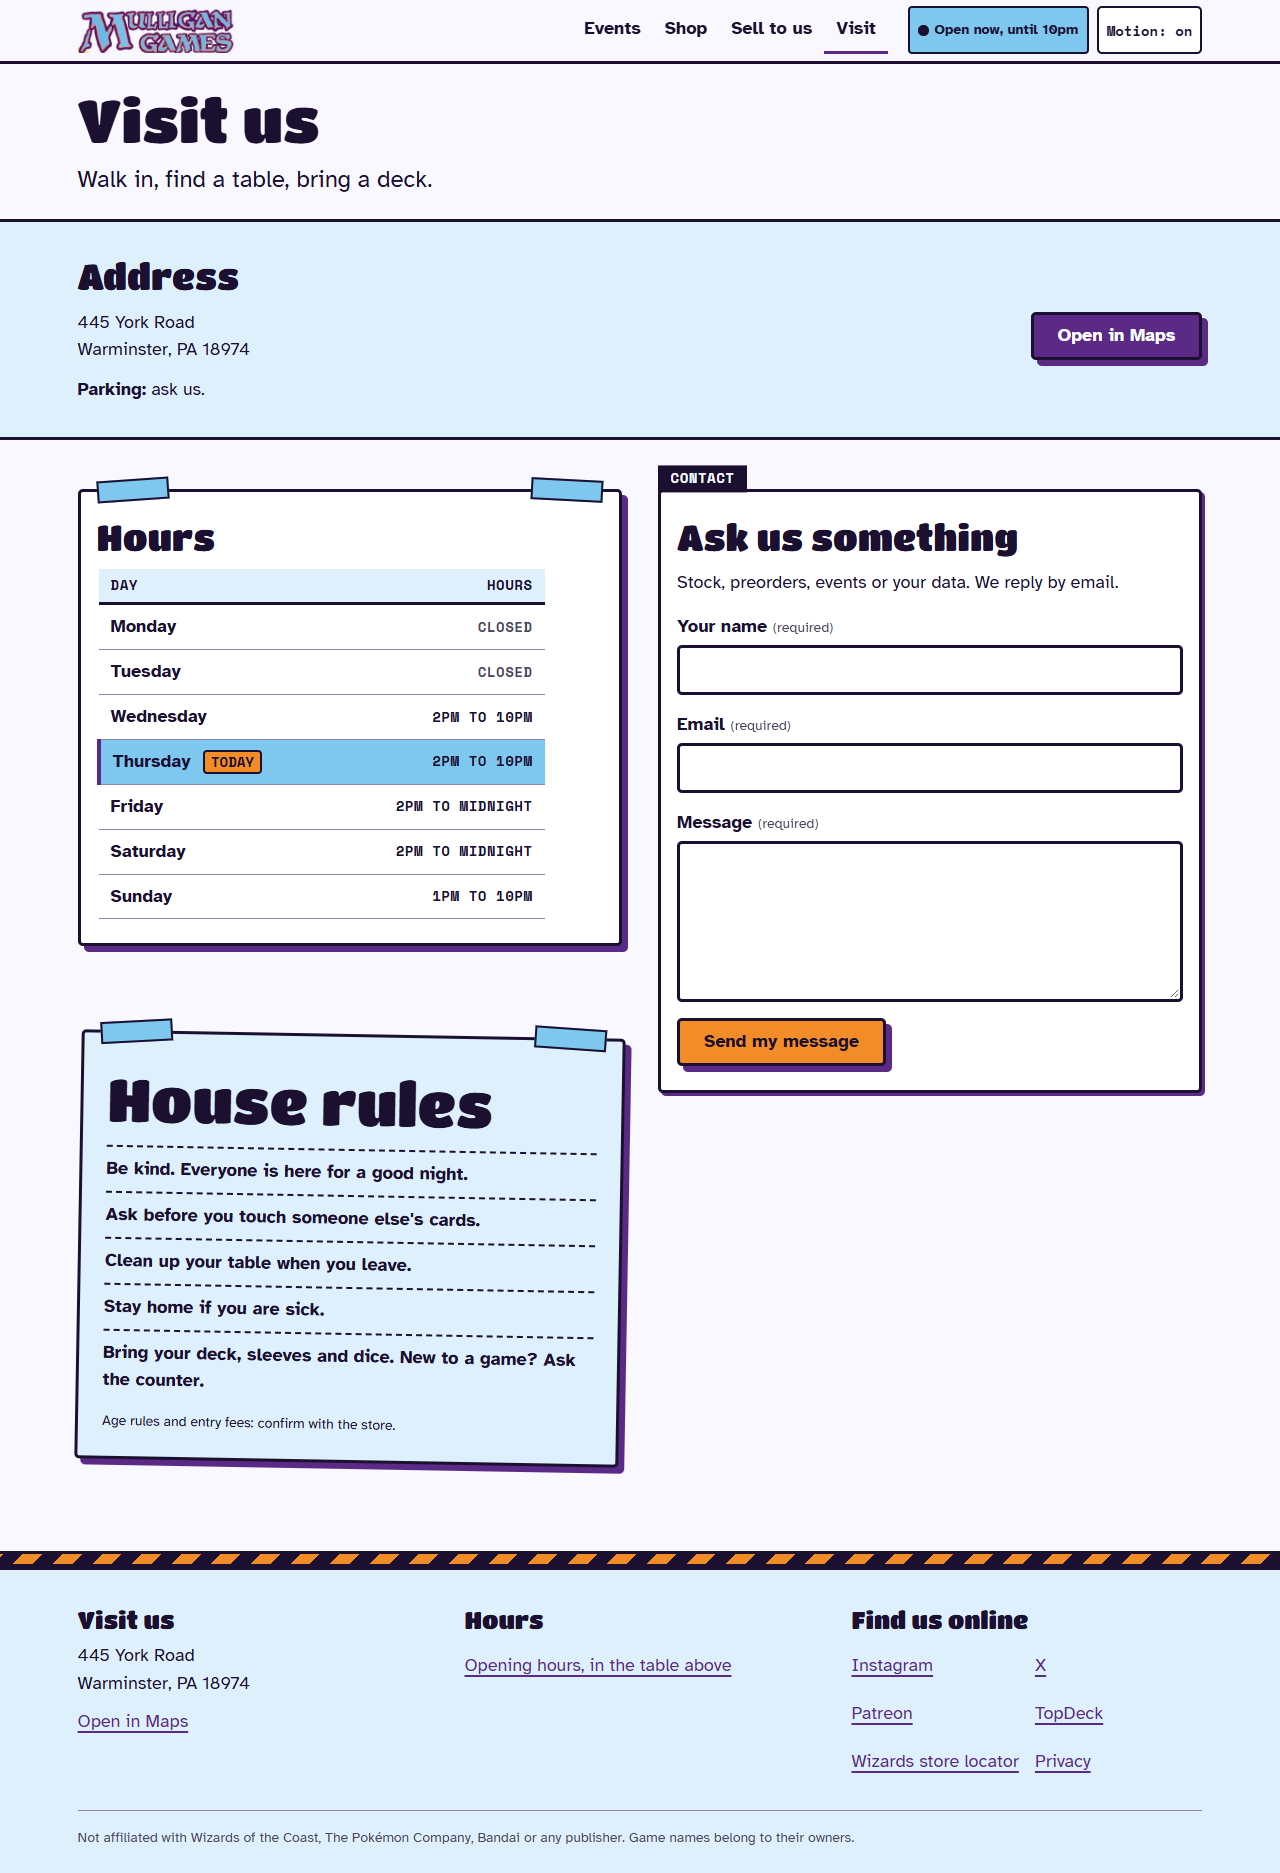 MULLIGAN
GAMES
Events Shop Sell to us Visit Open now, until 10pm Motion: on
Visit us
Walk in, find a table, bring a deck.
Address
445 York Road
Warminster, PA 18974
Parking: ask us.
Open in Maps
Hours
DAY HOURS
Monday CLOSED
Tuesday CLOSED
Wednesday 2PM TO 10PM
Thursday TODAY 2PM TO 10PM
Friday 2PM TO MIDNIGHT
Saturday 2PM TO MIDNIGHT
Sunday 1PM TO 10PM
CONTACT
Ask us something
Stock, preorders, events or your data. We reply by email.
Your name (required)
Email (required)
Message (required)
Send my message
House rules
Be kind. Everyone is here for a good night.
Ask before you touch someone else's cards.
Clean up your table when you leave.
Stay home if you are sick.
Bring your deck, sleeves and dice. New to a game? Ask
the counter.
Age rules and entry fees: confirm with the store.
Visit us
445 York Road
Warminster, PA 18974
Open in Maps
Hours
Opening hours, in the table above
Find us online
Instagram X
Patreon TopDeck
Wizards store locator Privacy
Not affiliated with Wizards of the Coast, The Pokémon Company, Bandai or any publisher. Game names belong to their owners.